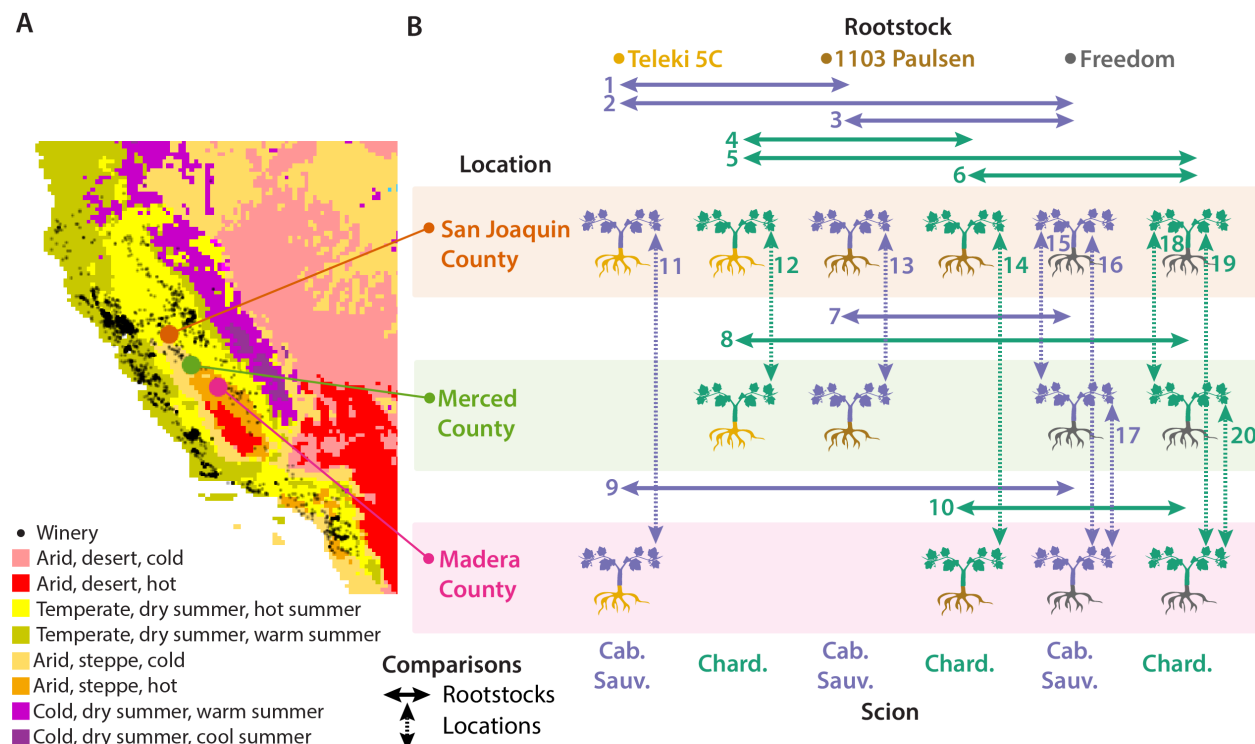 A
B
Rootstock
Teleki 5C
1103 Paulsen
Freedom
1
2
3
4
5
6
Location
San Joaquin
County
11
12
13
14
15
16
18
19
7
8
Merced
County
17
20
9
10
Madera
County
Winery
Arid, desert, cold
Arid, desert, hot
Temperate, dry summer, hot summer
Temperate, dry summer, warm summer
Arid, steppe, cold
Arid, steppe, hot
Cold, dry summer, warm summer
Cold, dry summer, cool summer
Comparisons
Rootstocks
Locations
Cab.
Sauv.
Chard.
Cab.
Sauv.
Chard.
Cab.
Sauv.
Chard.
Scion